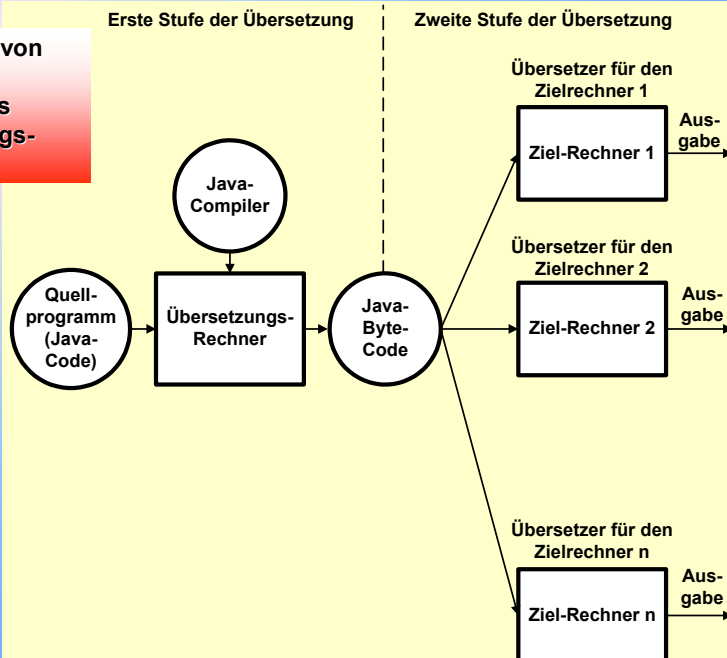 Erste Stufe der Übersetzung
Zweite Stufe der Übersetzung
von
s
gs-
Java-
Compiler
Quell-
programm
(Java-
Code)
Übersetzungs-
Rechner
Java-
Byte-
Code
Übersetzer für den
Zielrechner 1
Ziel-Rechner 1
Aus-
gabe
Übersetzer für den
Zielrechner 2
Ziel-Rechner 2
Aus-
gabe
Übersetzer für den
Zielrechner n
Ziel-Rechner n
Aus-
gabe